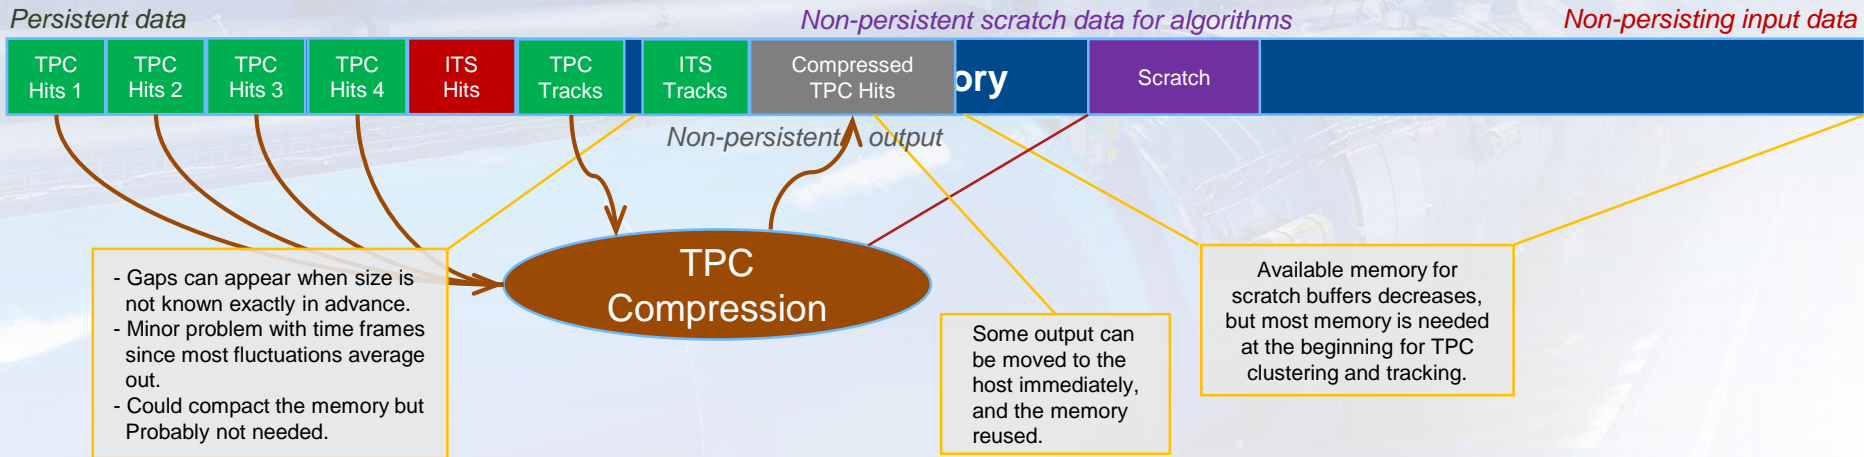 Persistent data
Non-persistent scratch data for algorithms
Non-persisting input data
TPC
Hits 1
TPC
Hits 2
TPC
Hits 3
TPC
Hits 4
ITS
Hits
TPC
Tracks
ITS
Tracks
Compressed
TPC Hits
ory
Scratch
Non-persistent output
TPC
Compression
- Gaps can appear when size is
not known exactly in advance.
- Minor problem with time frames
since most fluctuations average
out.
- Could compact the memory but
Probably not needed.
Some output can
be moved to the
host immediately,
and the memory
reused.
Available memory for
scratch buffers decreases,
but most memory is needed
at the beginning for TPC
clustering and tracking.